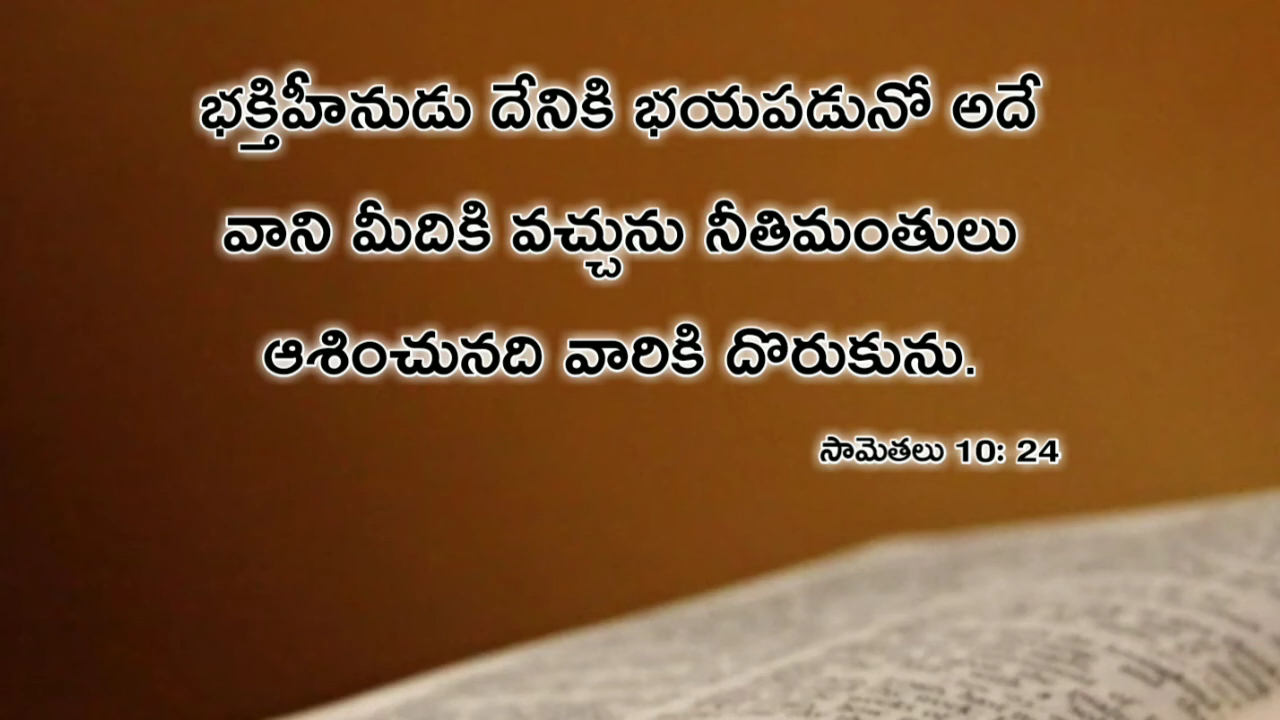 భక్తిహీనుడు దేనికి భయపడునో అదే
వాని మీదికి వచ్చును నీతిమంతులు
ఆశించునది వారికి దొరుకును.
సామెతలు 10: 24